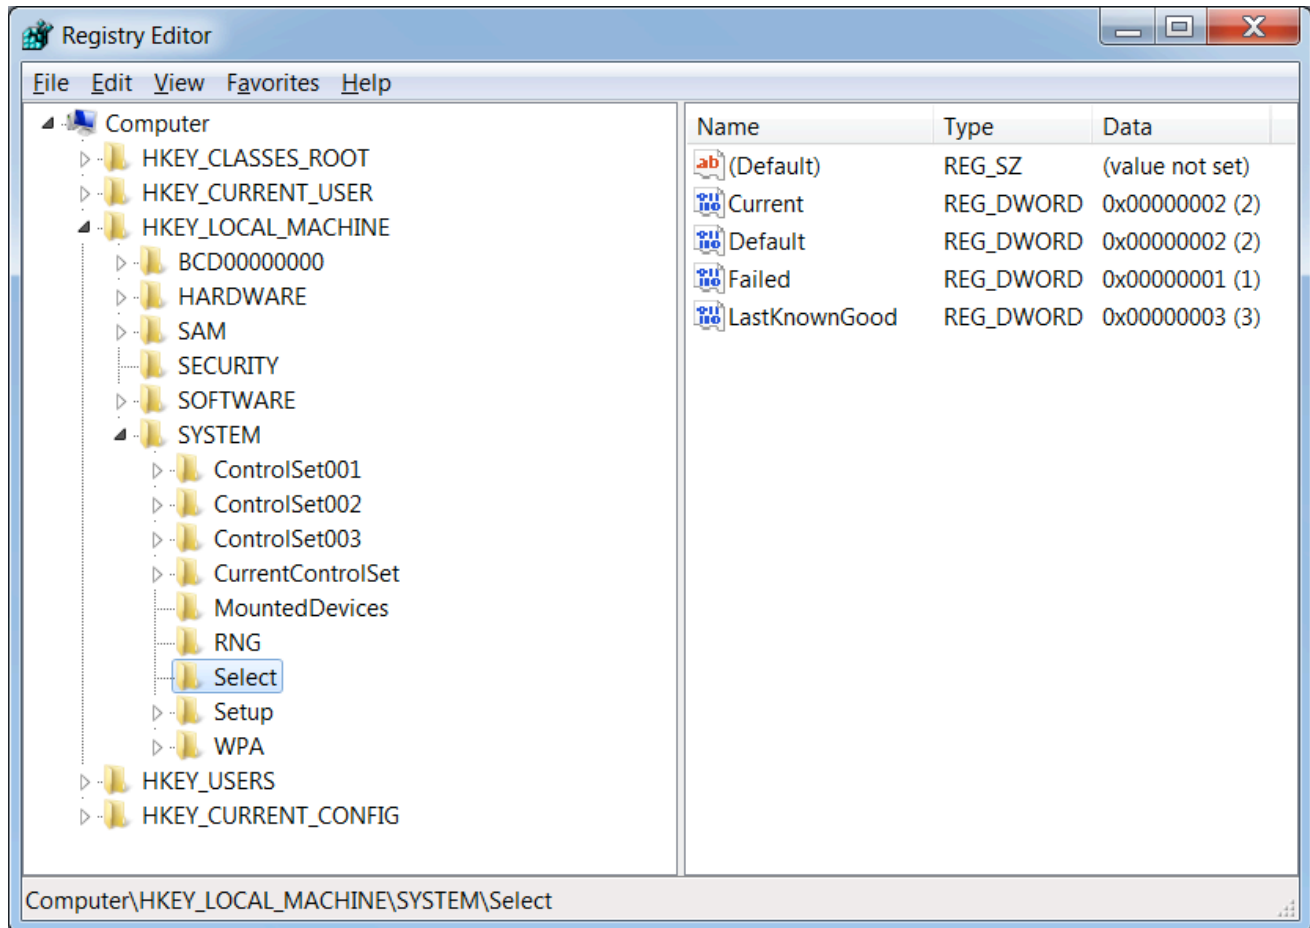 Registry Editor
File Edit View Favorites Help
Computer
HKEY_CLASSES_ROOT
HKEY_CURRENT_USER
HKEY_LOCAL_MACHINE
BCD00000000
HARDWARE
SAM
SECURITY
SOFTWARE
SYSTEM
ControlSet001
ControlSet002
ControlSet003
CurrentControlSet
MountedDevices
RNG
Select
Setup
WPA
HKEY_USERS
HKEY_CURRENT_CONFIG
Name Type Data
ab (Default) REG_SZ (value not set)
Current REG_DWORD 0x00000002 (2)
Default REG_DWORD 0x00000002 (2)
Failed REG_DWORD 0x00000001 (1)
LastKnownGood REG_DWORD 0x00000003 (3)
Computer\HKEY_LOCAL_MACHINE\SYSTEM\Select